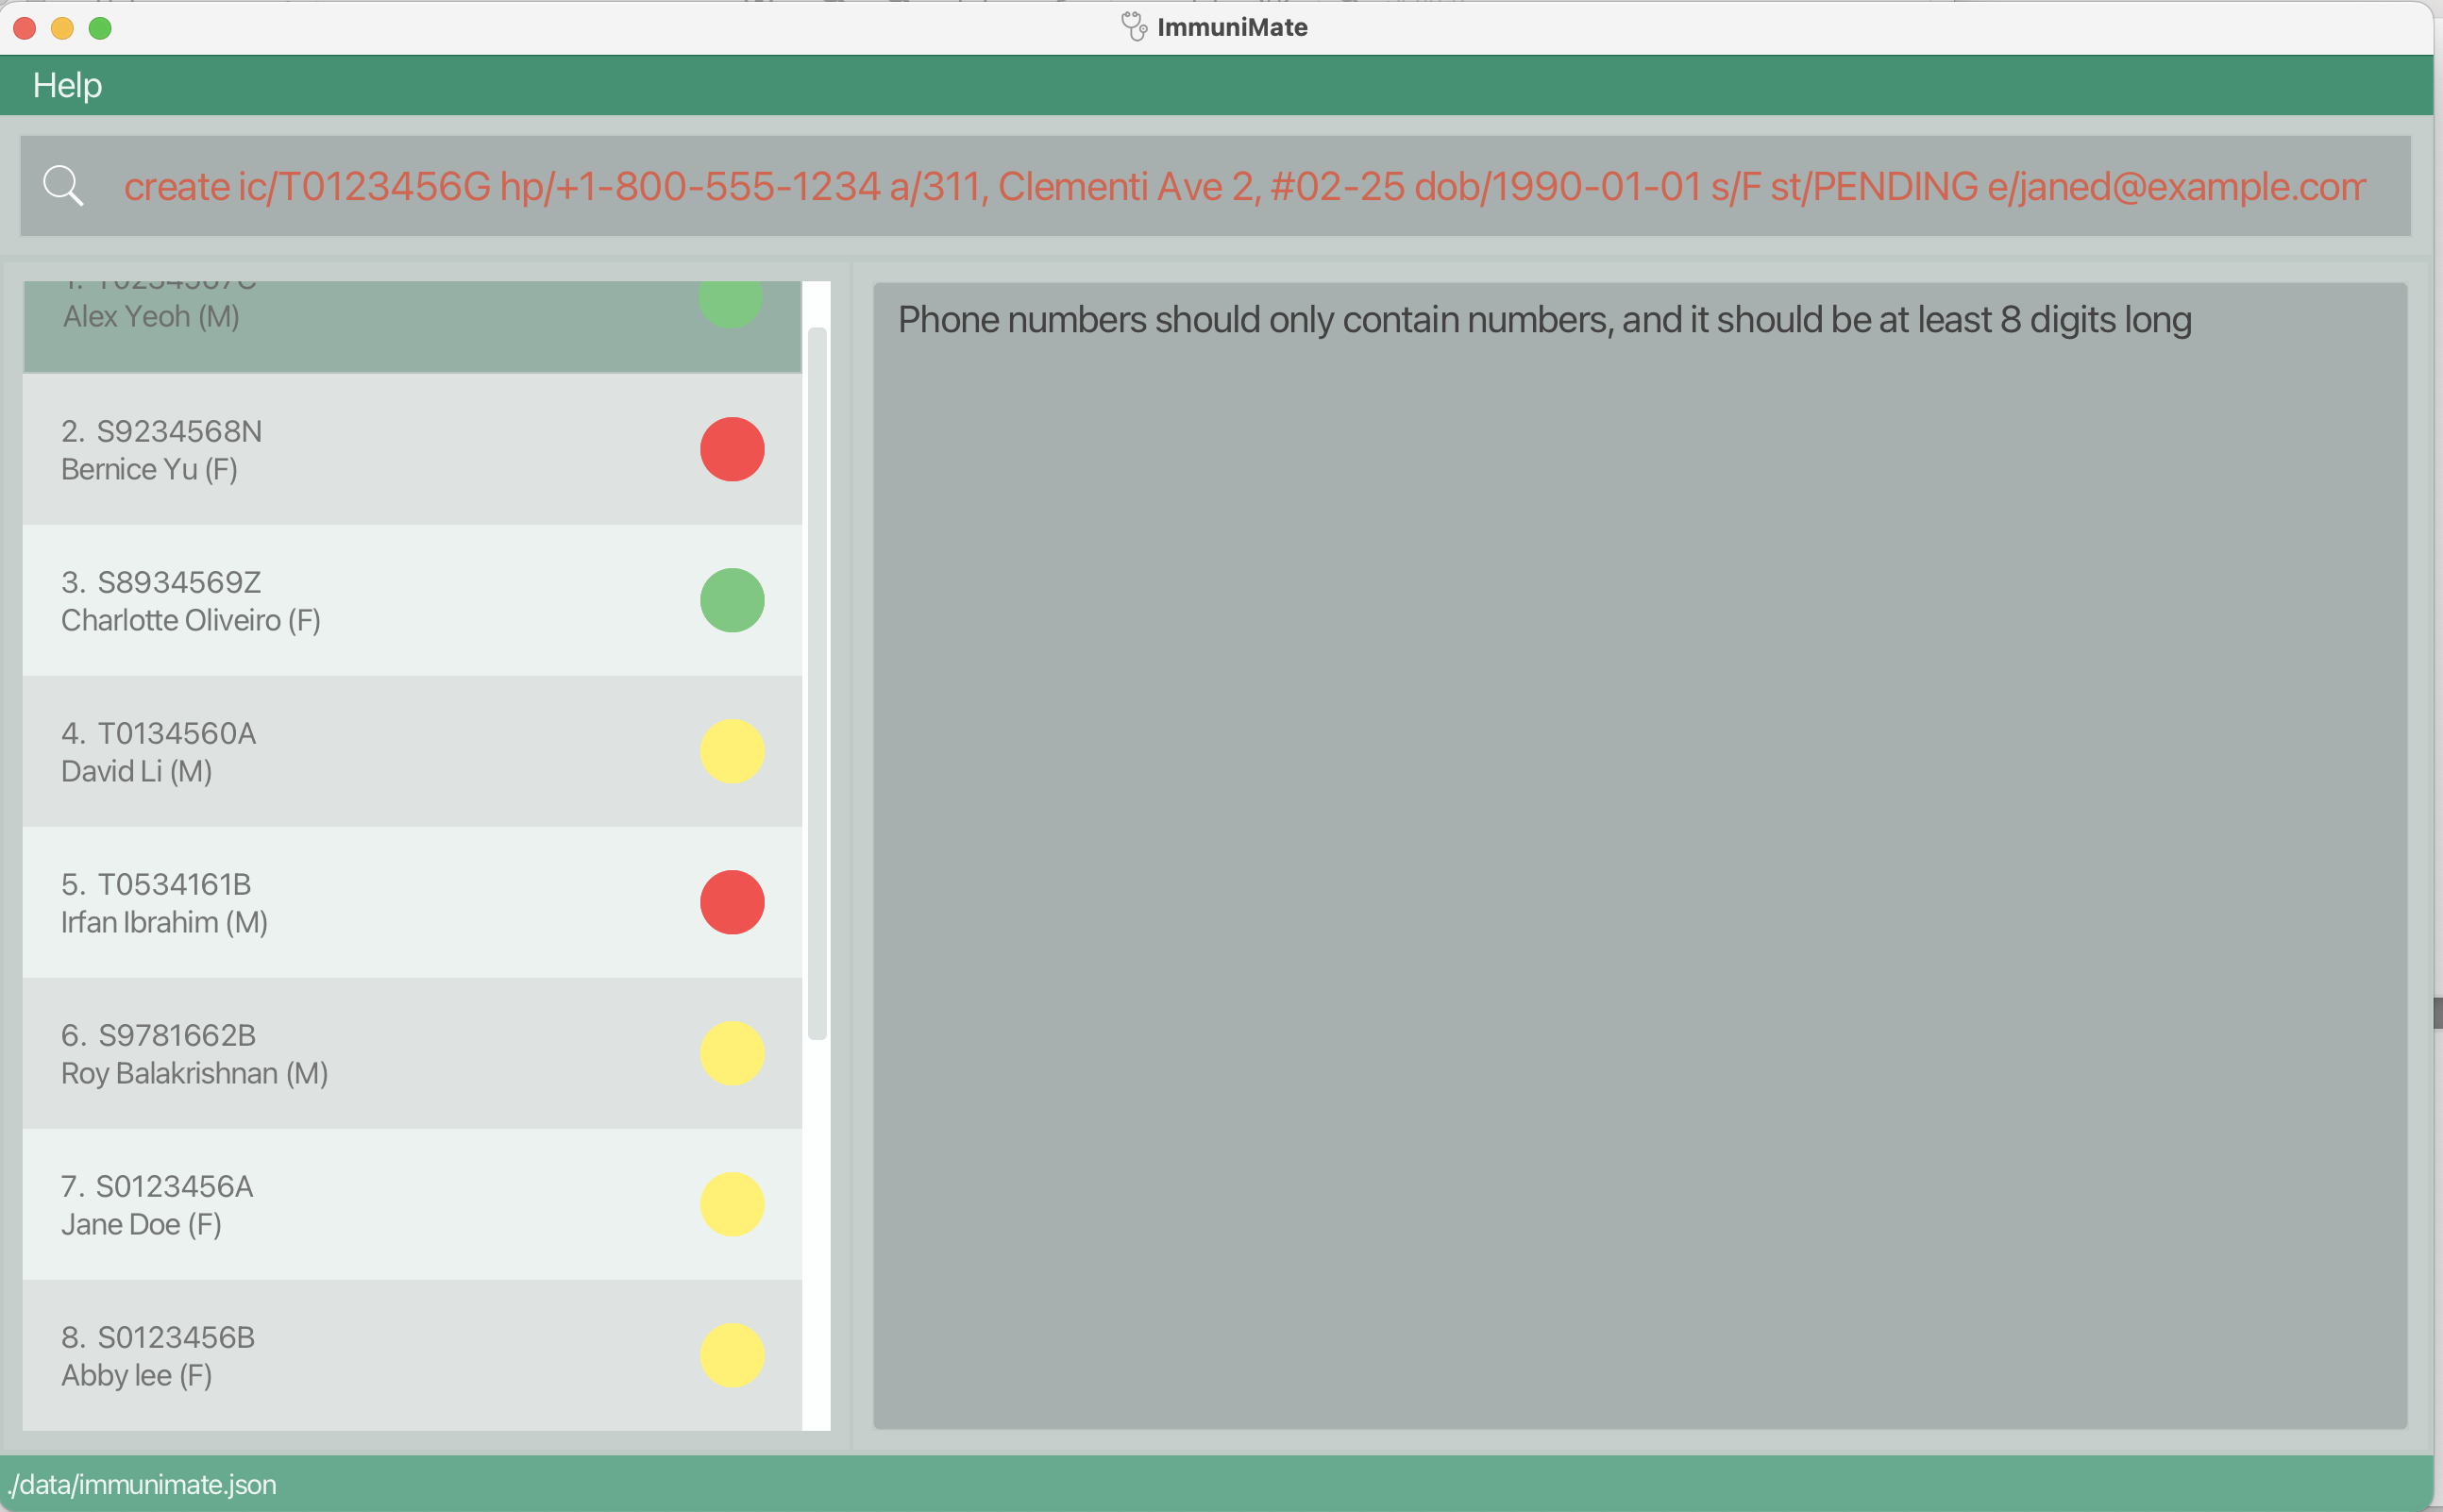 ImmuniMate
Help
create ic/T0123456G hp/+1-800-555-1234 a/311, Clementi Ave 2, #02-25 dob/1990-01-01 s/F st/PENDING e/janed@example.com
1.
Alex Yeoh (M)
2. S9234568N
Bernice Yu (F)
3. S8934569Z
Charlotte Oliveiro (F)
4. T0134560A
David Li (M)
5. T0534161B
Irfan Ibrahim (M)
6. S9781662B
Roy Balakrishnan (M)
7. S0123456A
Jane Doe (F)
8. S0123456B
Abby lee (F)
Phone numbers should only contain numbers, and it should be at least 8 digits long
./data/immunimate.json